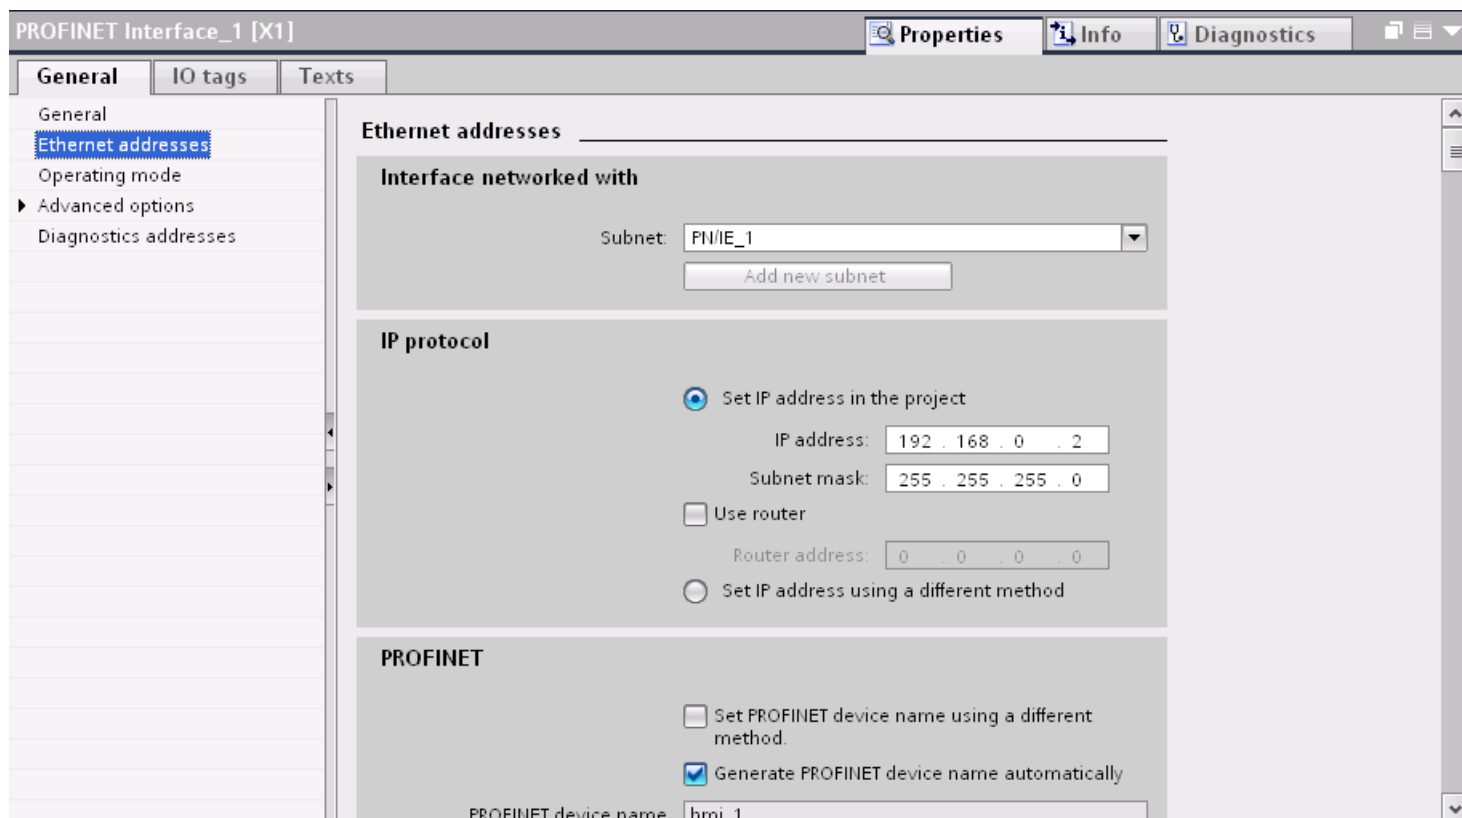 PROFINET Interface_1 [X1]
Properties
Info
Diagnostics
General
IO tags
Texts
General
Ethernet addresses
Operating mode
Advanced options
Diagnostics addresses
Ethernet addresses
Interface networked with
Subnet: PN/IE_1
Add new subnet
IP protocol
Set IP address in the project
IP address: 192 . 168 . 0 . 2
Subnet mask: 255 . 255 . 255 . 0
Use router
Router address: 0 . 0 . 0 . 0
Set IP address using a different method
PROFINET
Set PROFINET device name using a different
method.
Generate PROFINET device name automatically
PROFINET device name hmi_1